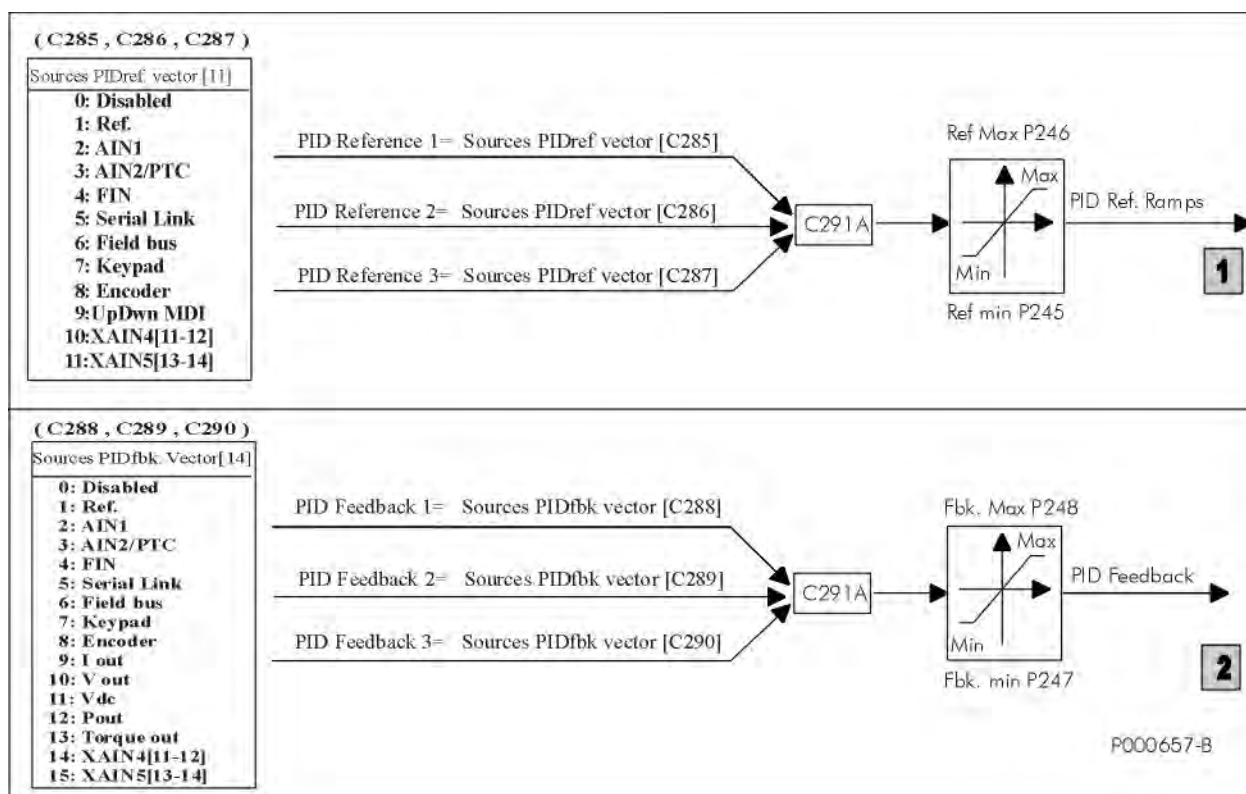 ( C285 , C286 , C287 )
Sources PIDref. vector [11]
0: Disabled
1: Ref.
2: AIN1
3: AIN2/PTC
4: FIN
5: Serial Link
6: Field bus
7: Keypad
8: Encoder
9:UpDwn MDI
10:XAIN4[11-12]
11:XAIN5[13-14]
PID Reference 1= Sources PIDref vector [C285]
PID Reference 2= Sources PIDref vector [C286]
PID Reference 3= Sources PIDref vector [C287]
C291A
Ref Max P246
Max
Min
Ref min P245
PID Ref. Ramps
1
( C288 , C289 , C290 )
Sources PIDfbk. Vector[14]
0: Disabled
1: Ref.
2: AIN1
3: AIN2/PTC
4: FIN
5: Serial Link
6: Field bus
7: Keypad
8: Encoder
9: I out
10: V out
11: Vdc
12: Pout
13: Torque out
14: XAIN4[11-12]
15: XAIN5[13-14]
PID Feedback 1= Sources PIDfbk vector [C288]
PID Feedback 2= Sources PIDfbk vector [C289]
PID Feedback 3= Sources PIDfbk vector [C290]
C291A
Fbk. Max P248
Max
Min
Fbk. min P247
PID Feedback
2
P000657-B